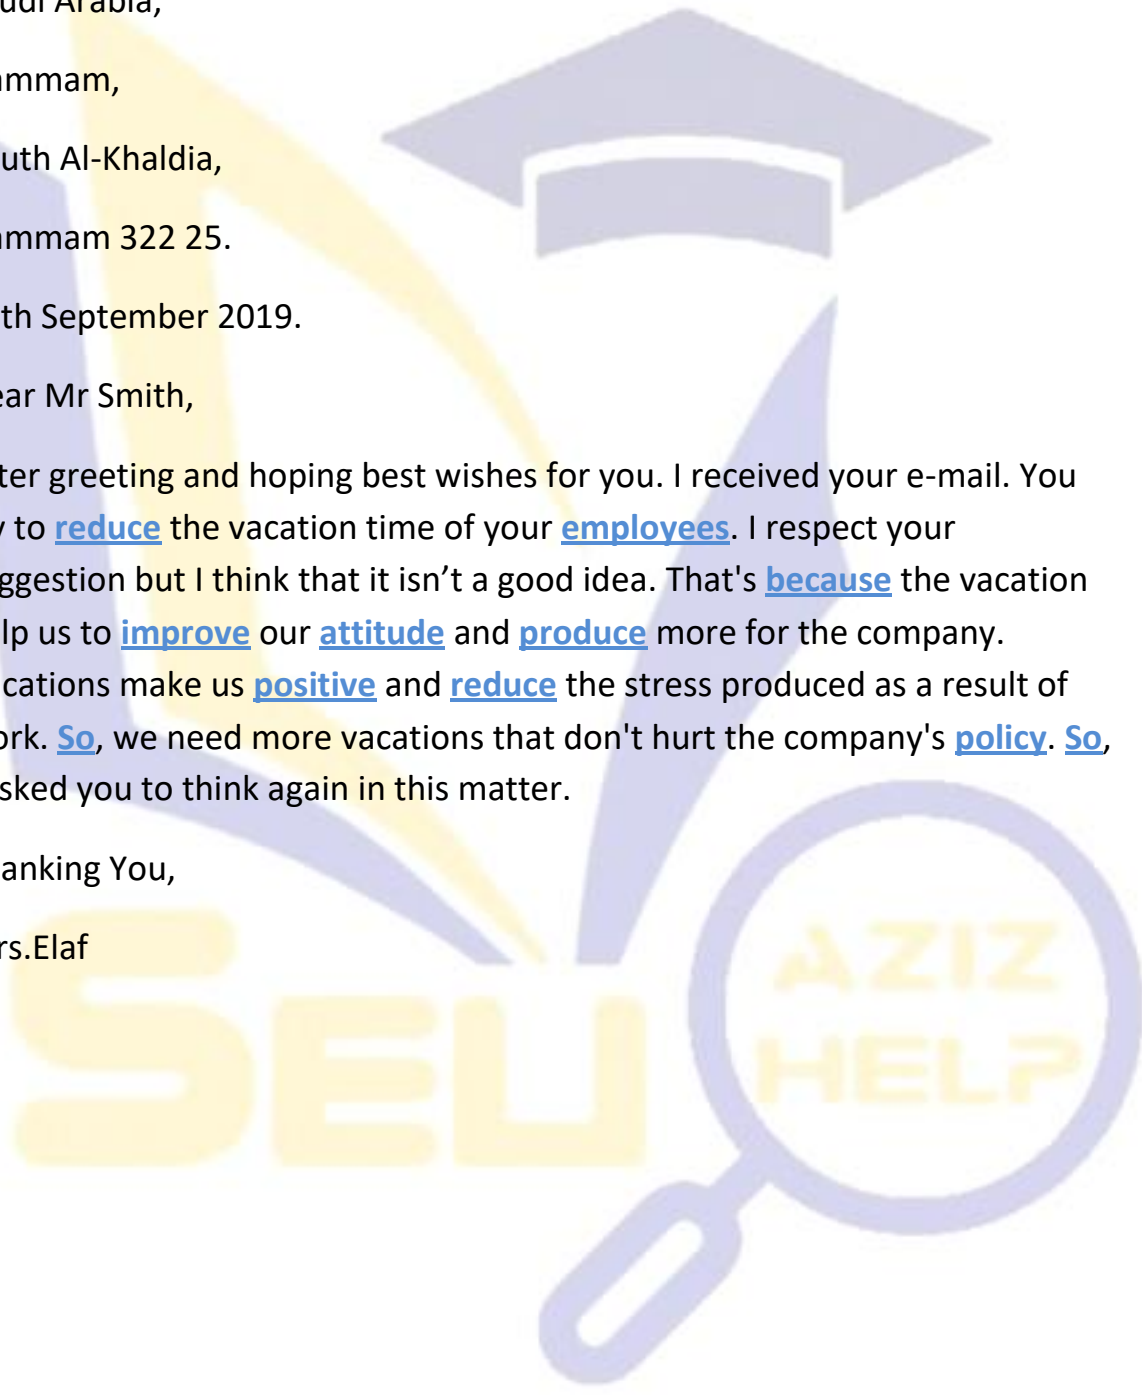 udi Arabia,
mmam,
uth Al-Khaldia,
mmam 322 25.
th September 2019.
ear Mr Smith,
ter greeting and hoping best wishes for you. I received your e-mail. You
y to reduce the vacation time of your employees. I respect your
ggestion but I think that it isn’t a good idea. That's because the vacation
lp us to improve our attitude and produce more for the company.
cations make us positive and reduce the stress produced as a result of
ork. So, we need more vacations that don't hurt the company's policy. So,
sked you to think again in this matter.
anking You,
rs.Elaf
SEU
AZIZ
HELP